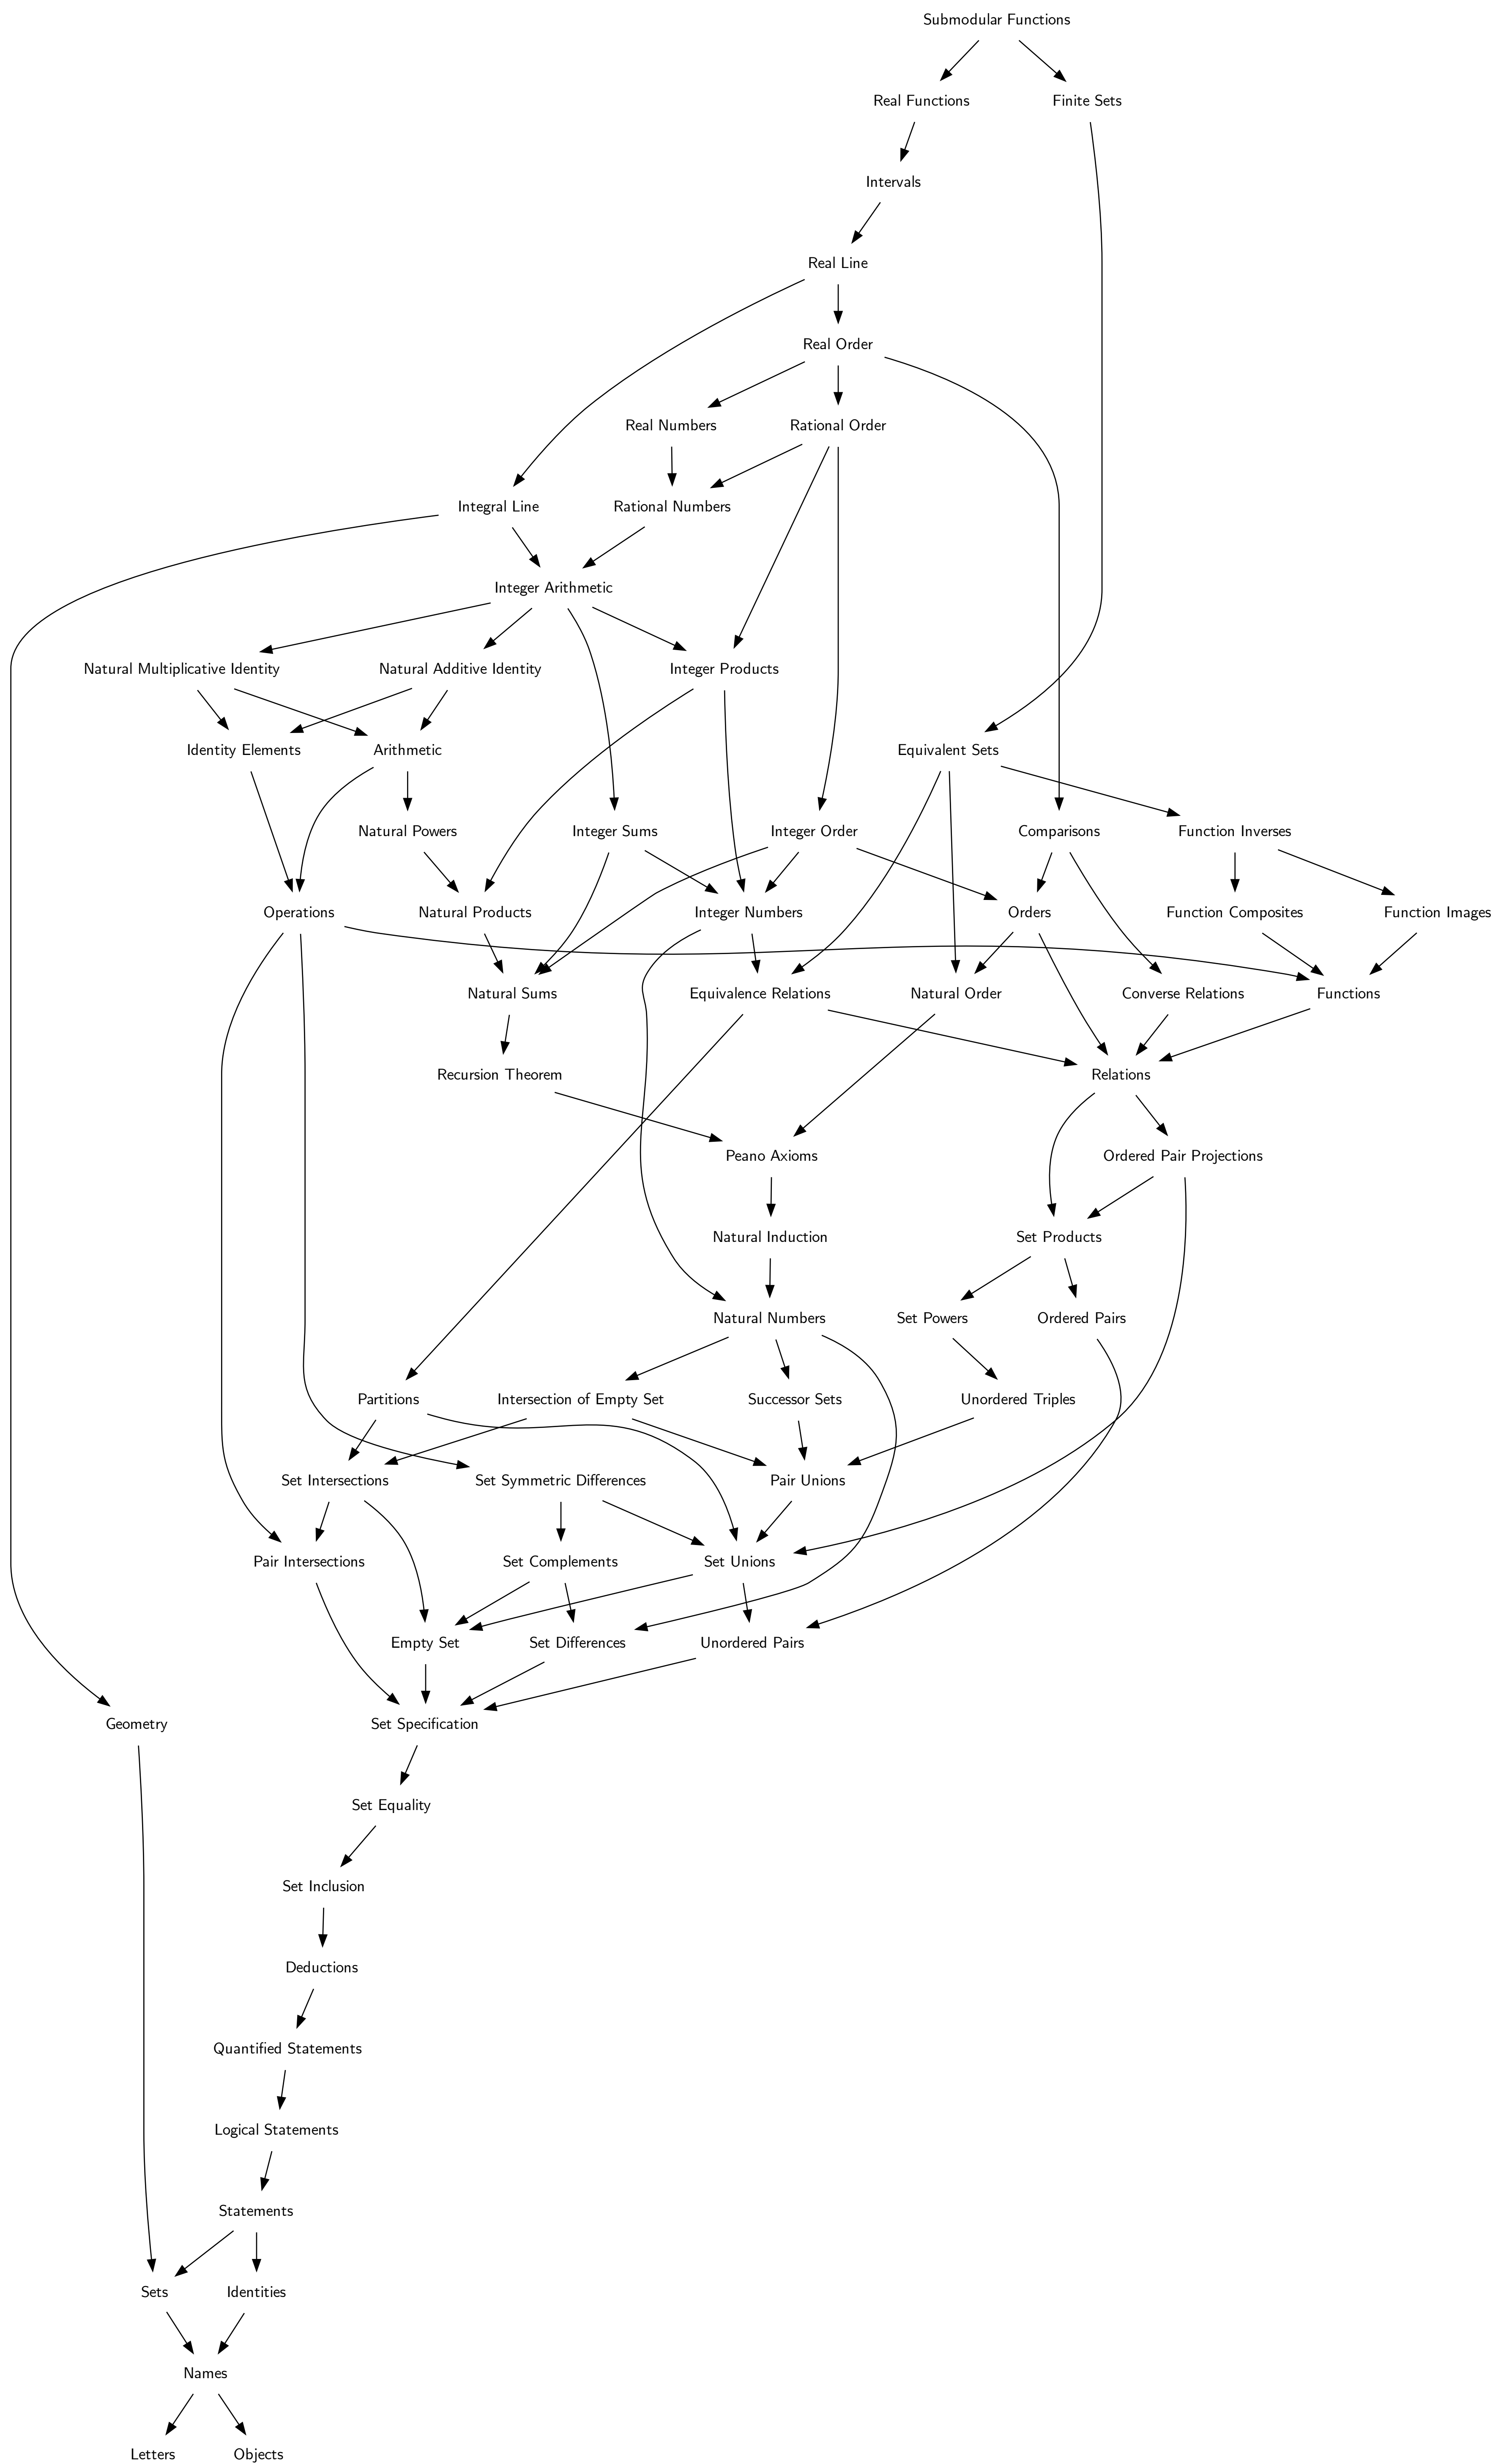 Submodular Functions
Real Functions
Finite Sets
Intervals
Real Line
Real Order
Real Numbers
Rational Order
Integral Line
Rational Numbers
Integer Arithmetic
Natural Multiplicative Identity
Natural Additive Identity
Integer Products
Identity Elements
Arithmetic
Equivalent Sets
Natural Powers
Integer Sums
Integer Order
Comparisons
Function Inverses
Operations
Natural Products
Integer Numbers
Orders
Function Composites
Function Images
Natural Sums
Equivalence Relations
Natural Order
Converse Relations
Functions
Recursion Theorem
Relations
Peano Axioms
Ordered Pair Projections
Natural Induction
Set Products
Natural Numbers
Set Powers
Ordered Pairs
Partitions
Intersection of Empty Set
Successor Sets
Unordered Triples
Set Intersections
Set Symmetric Differences
Pair Unions
Pair Intersections
Set Complements
Set Unions
Empty Set
Set Differences
Unordered Pairs
Geometry
Set Specification
Set Equality
Set Inclusion
Deductions
Quantified Statements
Logical Statements
Statements
Sets
Identities
Names
Letters
Objects